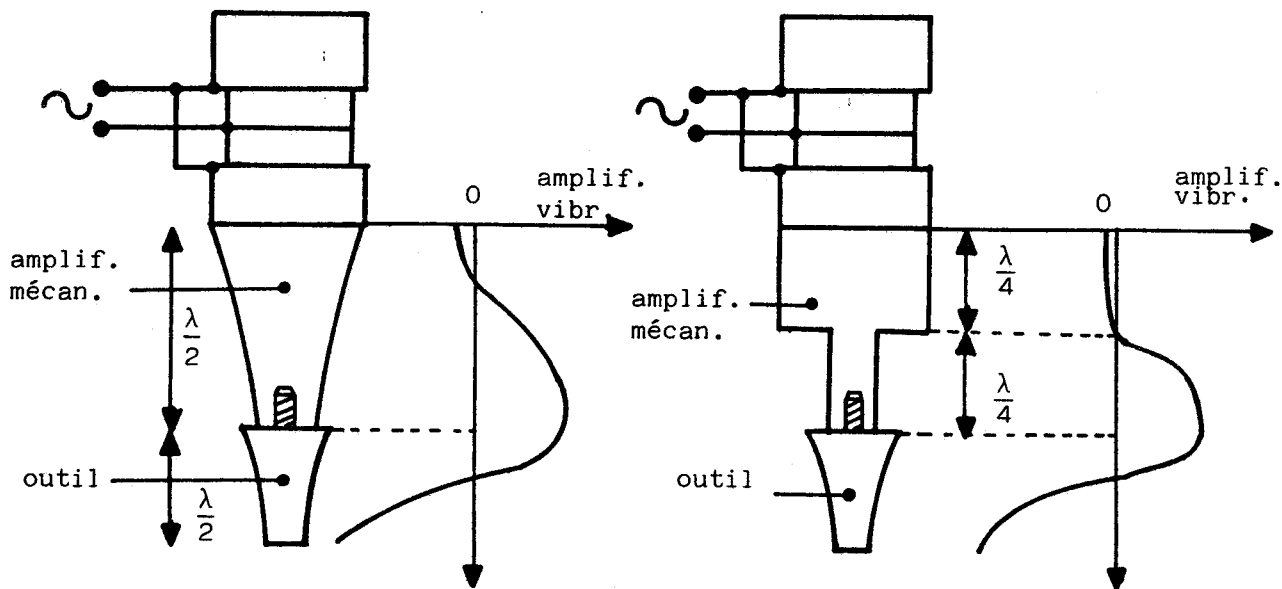 amplif.
vibr.
0
amplif.
mécan.
λ/2
outil
λ/2
amplif.
vibr.
0
λ/4
amplif.
mécan.
λ/4
outil